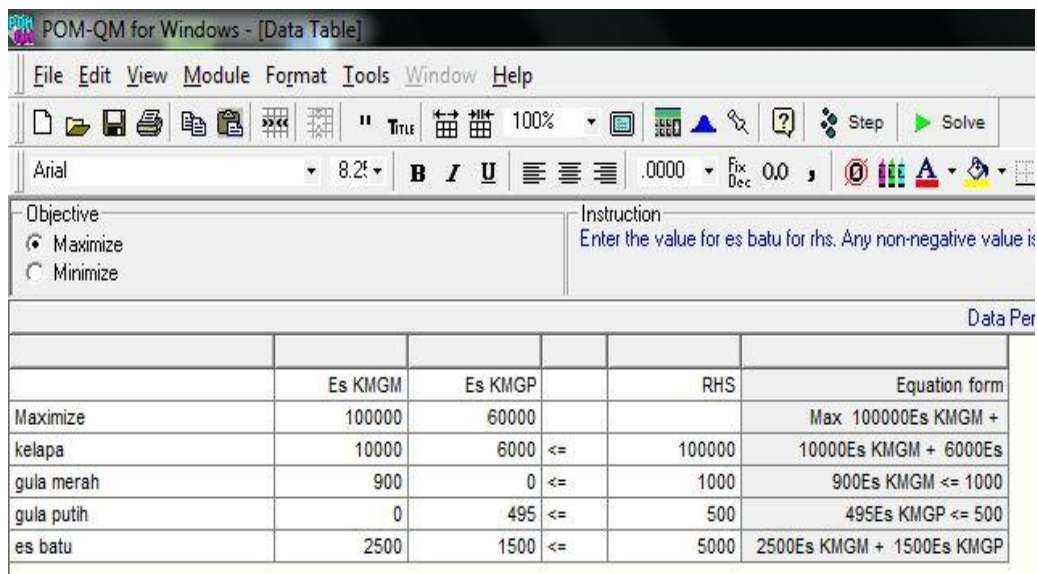 POM-QM for Windows - [Data Table]
File Edit View Module Format Tools Window Help
TITLE 100% Step Solve
Arial 8.2 B I U .0000 Fix Dec 0.0 ,
Objective
Maximize
Minimize
Instruction
Enter the value for es batu for rhs. Any non-negative value is
Data Per
Es KMGM Es KMGP RHS Equation form
Maximize 100000 60000 Max 100000Es KMGM +
kelapa 10000 6000 <= 100000 10000Es KMGM + 6000Es
gula merah 900 0 <= 1000 900Es KMGM <= 1000
gula putih 0 495 <= 500 495Es KMGP <= 500
es batu 2500 1500 <= 5000 2500Es KMGM + 1500Es KMGP